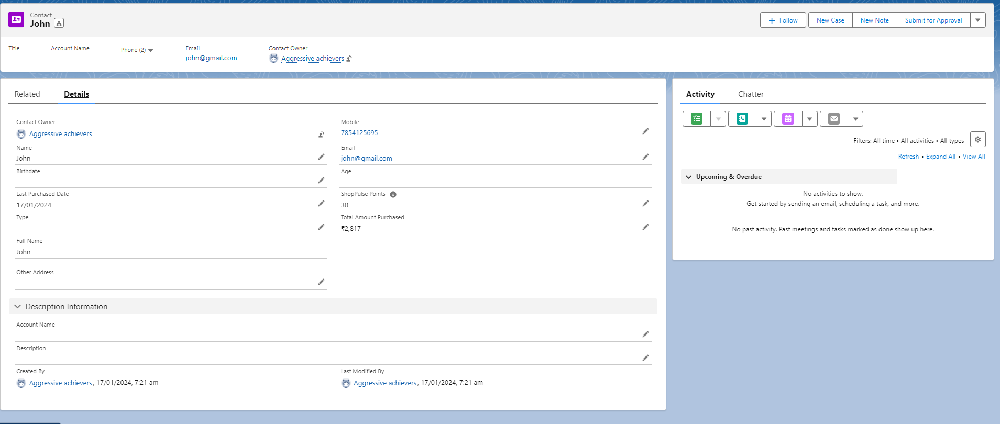 Contact
John
Follow
New Case
New Note
Submit for Approval
Title
Account Name
Phone (2)
Email
john@gmail.com
Contact Owner
Aggressive achievers
Related
Details
Contact Owner
Aggressive achievers
Mobile
7854125695
Name
John
Email
john@gmail.com
Birthdate
Age
Last Purchased Date
17/01/2024
ShopPulse Points
30
Type
Total Amount Purchased
₹2,817
Full Name
John
Other Address
Description Information
Account Name
Description
Created By
Aggressive achievers, 17/01/2024, 7:21 am
Last Modified By
Aggressive achievers, 17/01/2024, 7:21 am
Activity
Chatter
Filters: All time • All activities • All types
Refresh • Expand All • View All
Upcoming & Overdue
No activities to show.
Get started by sending an email, scheduling a task, and more.
No past activity. Past meetings and tasks marked as done show up here.